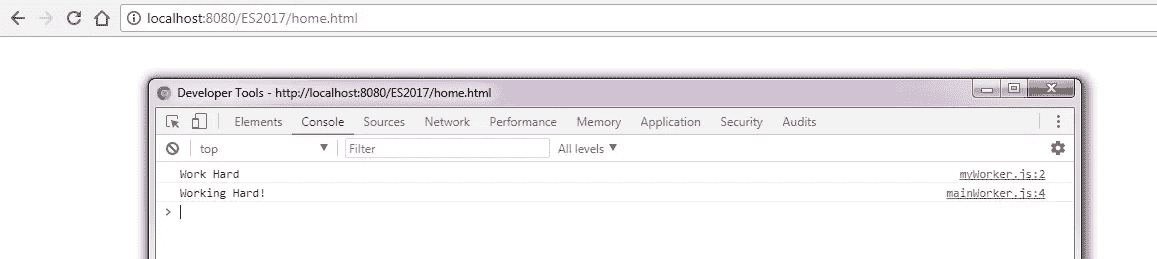 localhost:8080/ES2017/home.html
Developer Tools - http://localhost:8080/ES2017/home.html
Elements Console Sources Network Performance Memory Application Security Audits
top Filter All levels
Work Hard myWorker.js:2
Working Hard! mainWorker.js:4
>